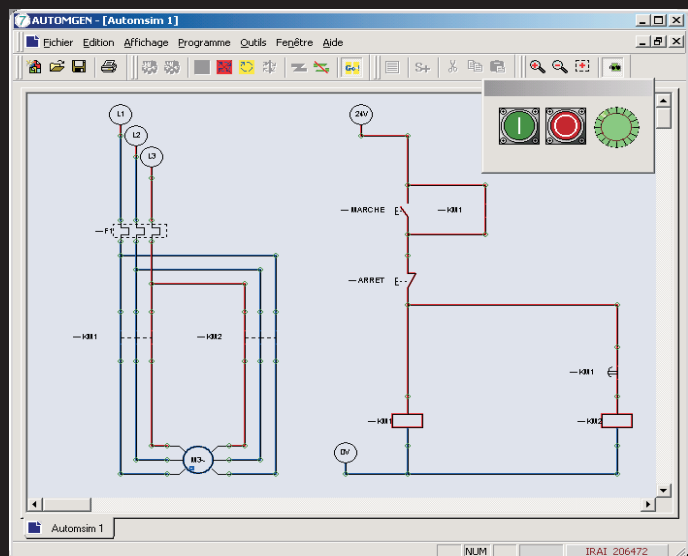 AUTOMGEN - [Automsim 1]
Fichier Edition Affichage Programme Outils Fenêtre Aide
Go!
L1
L2
L3
24V
MARCHE
KM1
F1
ARRET
KM1
KM2
KM1
KM1
KM2
0V
M3~
Automsim 1
NUM
IRAI 206472